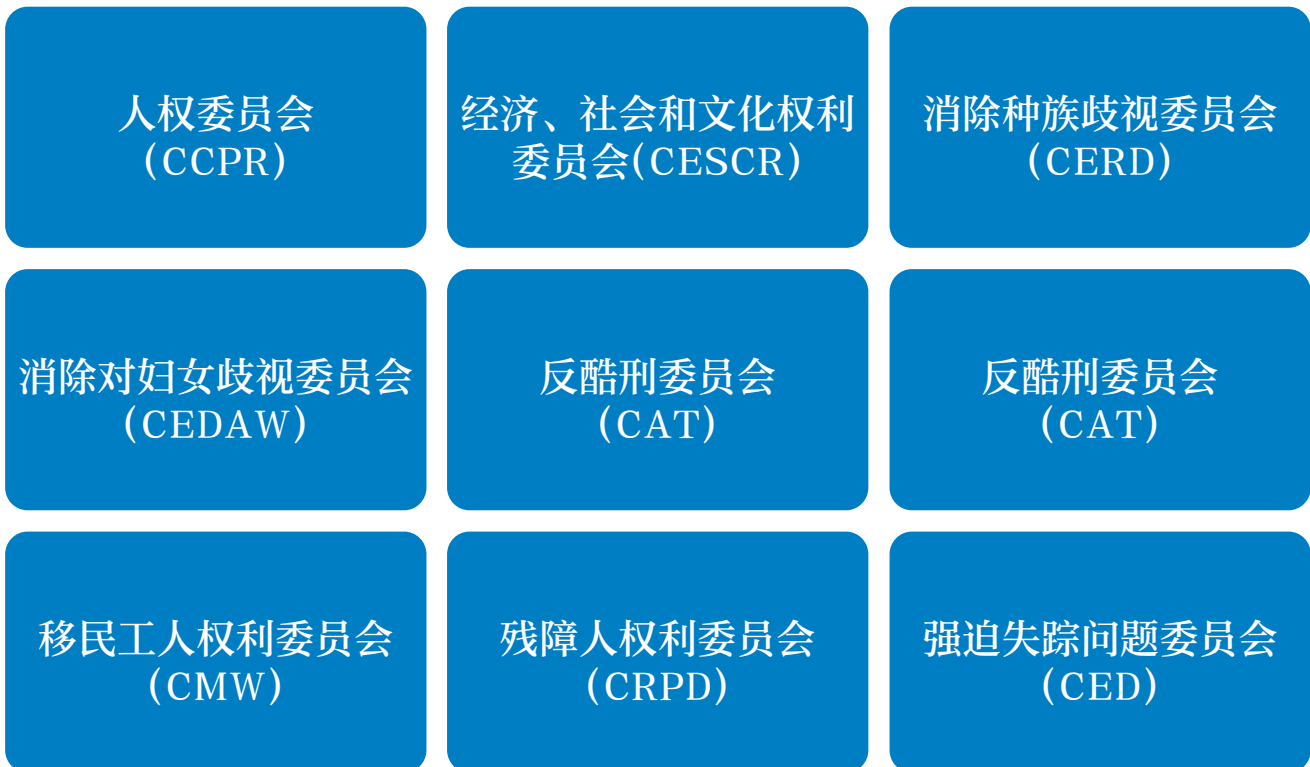 人权委员会
(CCPR)
经济、社会和文化权利
委员会(CESCR)
消除种族歧视委员会
(CERD)
消除对妇女歧视委员会
(CEDAW)
反酷刑委员会
(CAT)
反酷刑委员会
(CAT)
移民工人权利委员会
(CMW)
残障人权利委员会
(CRPD)
强迫失踪问题委员会
(CED)